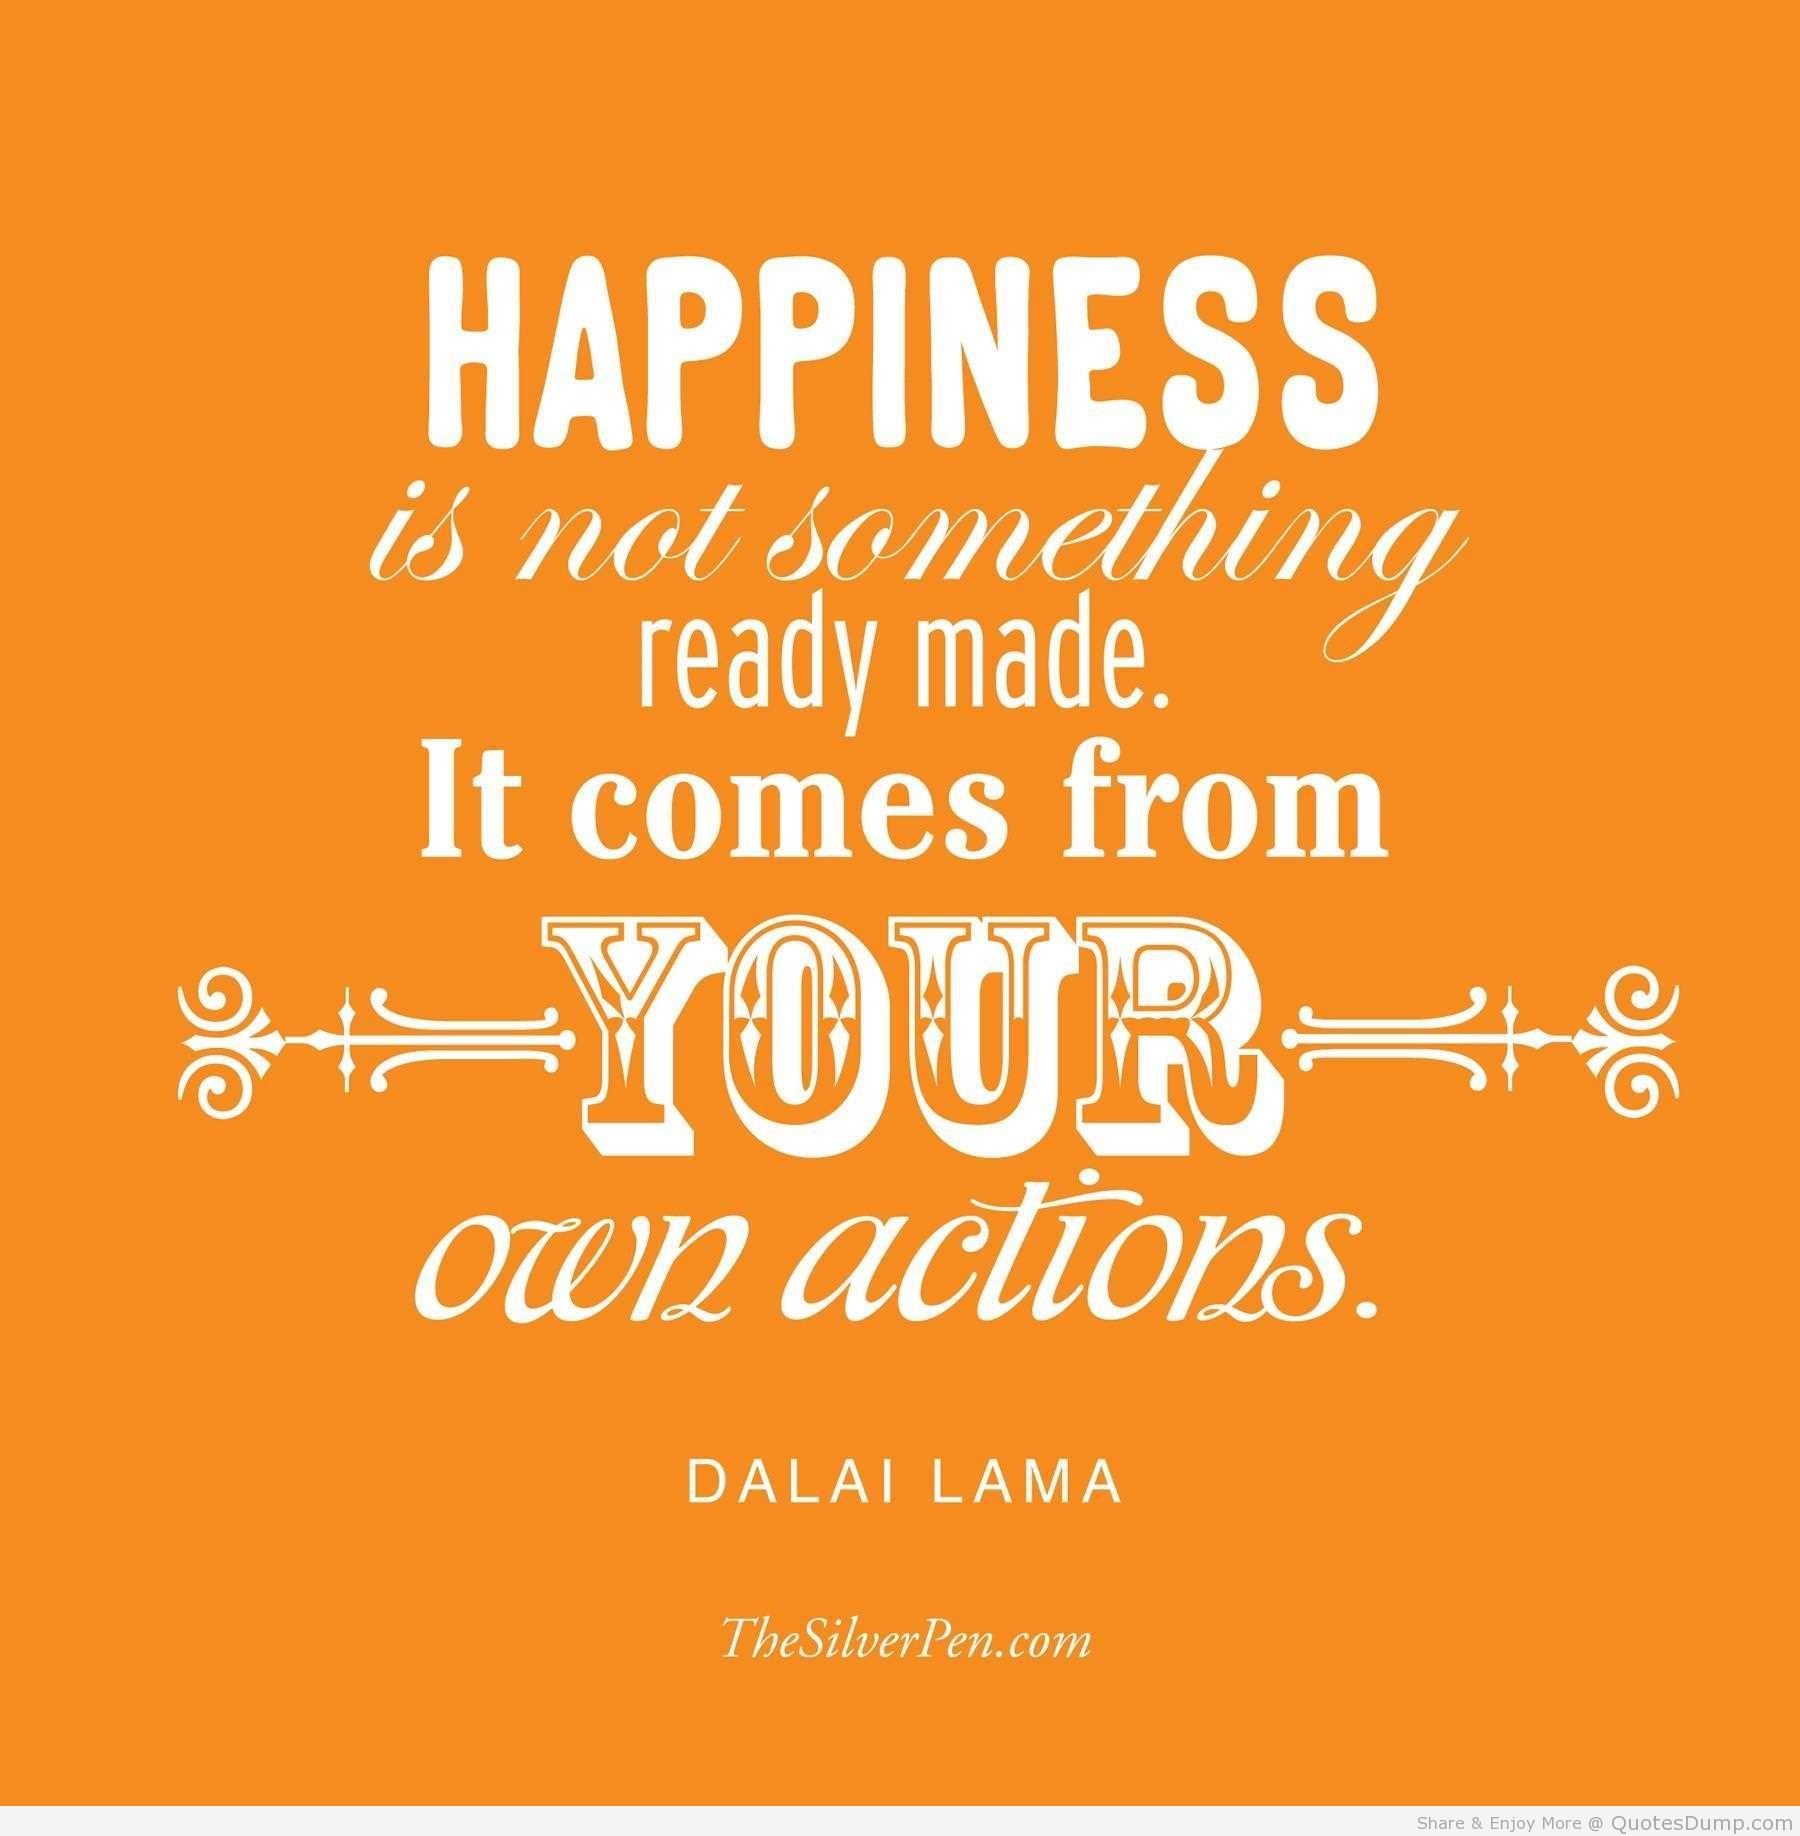 HAPPINESS
is not something
ready made.
It comes from
YOUR
own actions.
DALAI LAMA
TheSilverPen.com
Share & Enjoy More @ QuotesDump.com